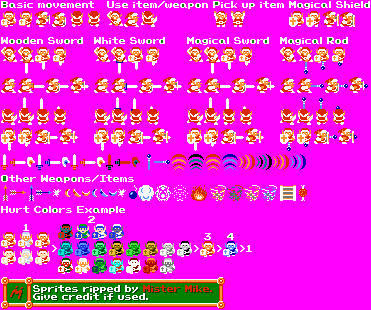 Basic movement Use item/weapon Pick up item Magical Shield
Wooden Sword White Sword Magical Sword Magical Rod
Other Weapons/Items
Hurt Colors Example
2
1
3 4
> > > >1
Sprites ripped by Mister Mike.
Give credit if used.